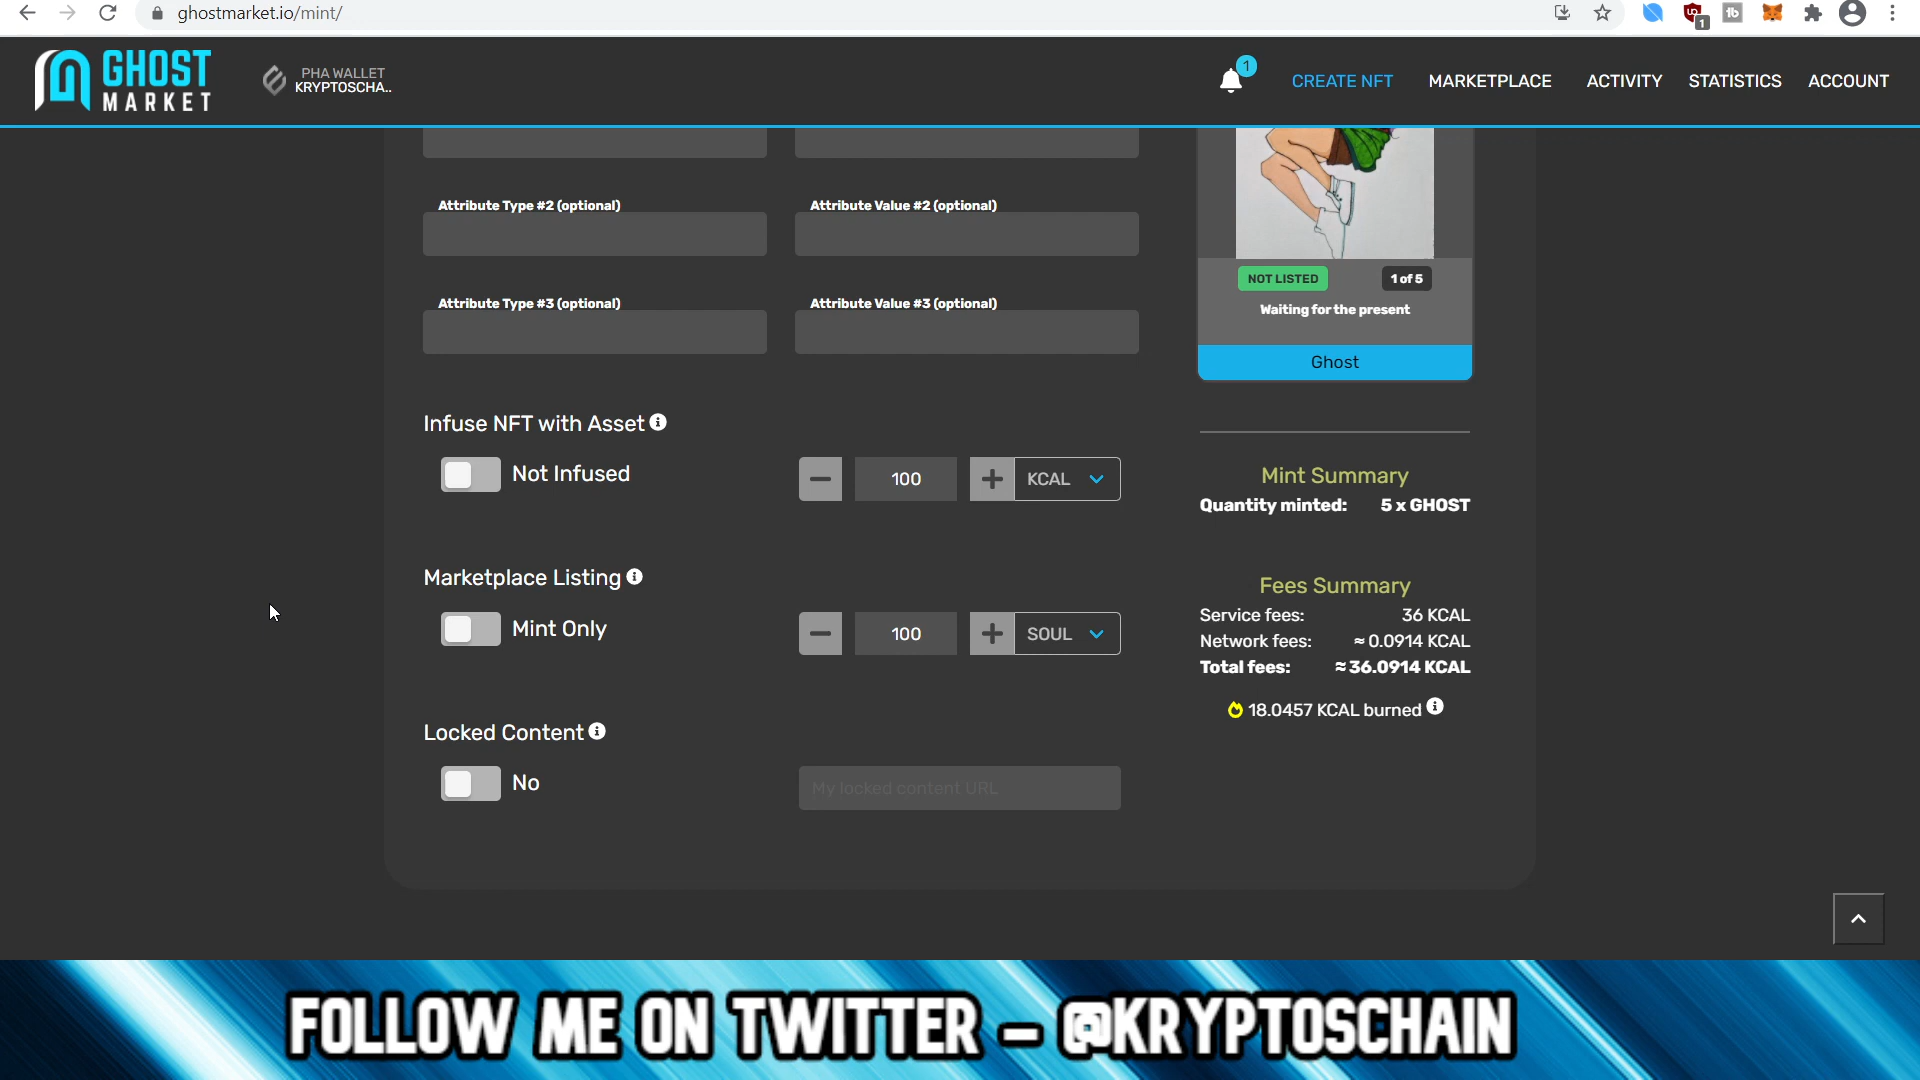 ghostmarket.io/mint/
1
GHOST
MARKET
PHA WALLET
KRYPTOSCHA..
1
CREATE NFT
MARKETPLACE
ACTIVITY
STATISTICS
ACCOUNT
Attribute Type #2 (optional)
Attribute Value #2 (optional)
Attribute Type #3 (optional)
Attribute Value #3 (optional)
NOT LISTED
1 of 5
Waiting for the present
Ghost
Infuse NFT with Asset
Not Infused
100
KCAL
Marketplace Listing
Mint Only
100
SOUL
Locked Content
No
My locked content URL
Mint Summary
Quantity minted: 5 x GHOST
Fees Summary
Service fees: 36 KCAL
Network fees: ≈ 0.0914 KCAL
Total fees: ≈ 36.0914 KCAL
18.0457 KCAL burned
FOLLOW ME ON TWITTER – @KRYPTOSCHAIN